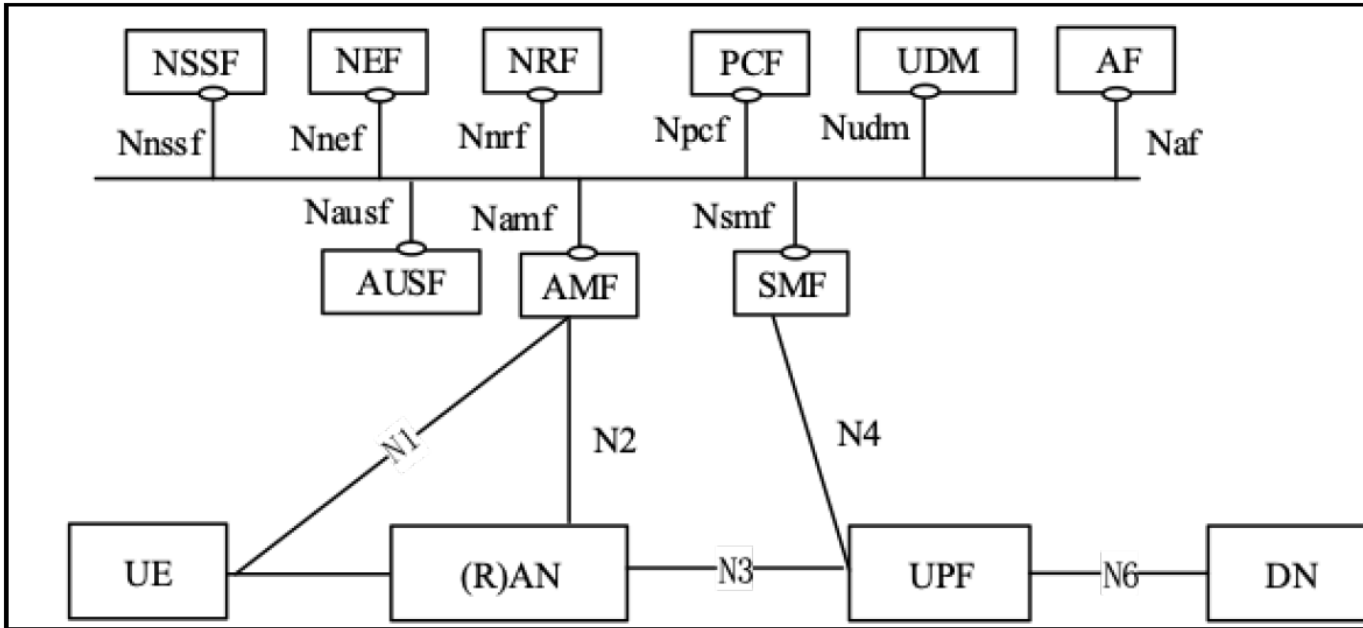 NSSF NEF NRF PCF UDM AF
Nnssf Nnef Nnrf Npcf Nudm Naf
Nausf Namf Nsmf
AUSF AMF SMF
N1 N2 N4
UE (R)AN N3 UPF N6 DN